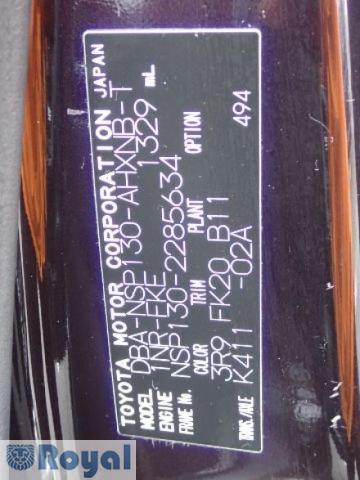 TOYOTA MOTOR CORPORATION JAPAN
MODEL DBA-NSP130-AHXNB-T
ENGINE 1NR-FKE 1329 mL
FRAME No. NSP130-2285634
COLOR TRIM PLANT OPTION
3R9 FK20 B11 494
TRNS./AXLE K411 -02A
Royal